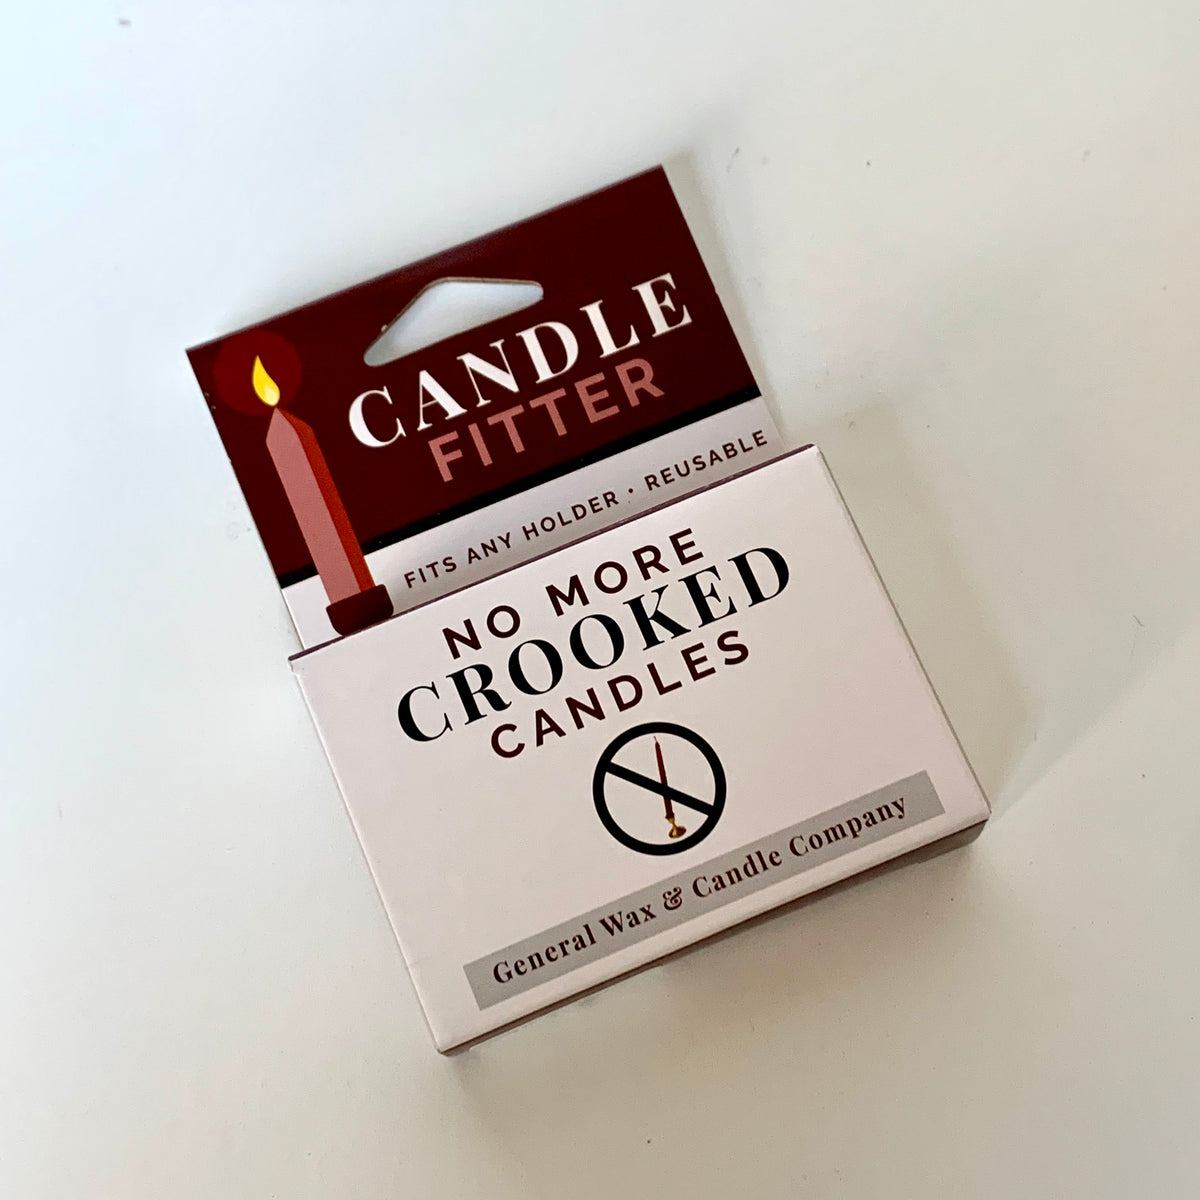 CANDLE
FITTER
FITS ANY HOLDER • REUSABLE
NO MORE
CROOKED
CANDLES
General Wax & Candle Company